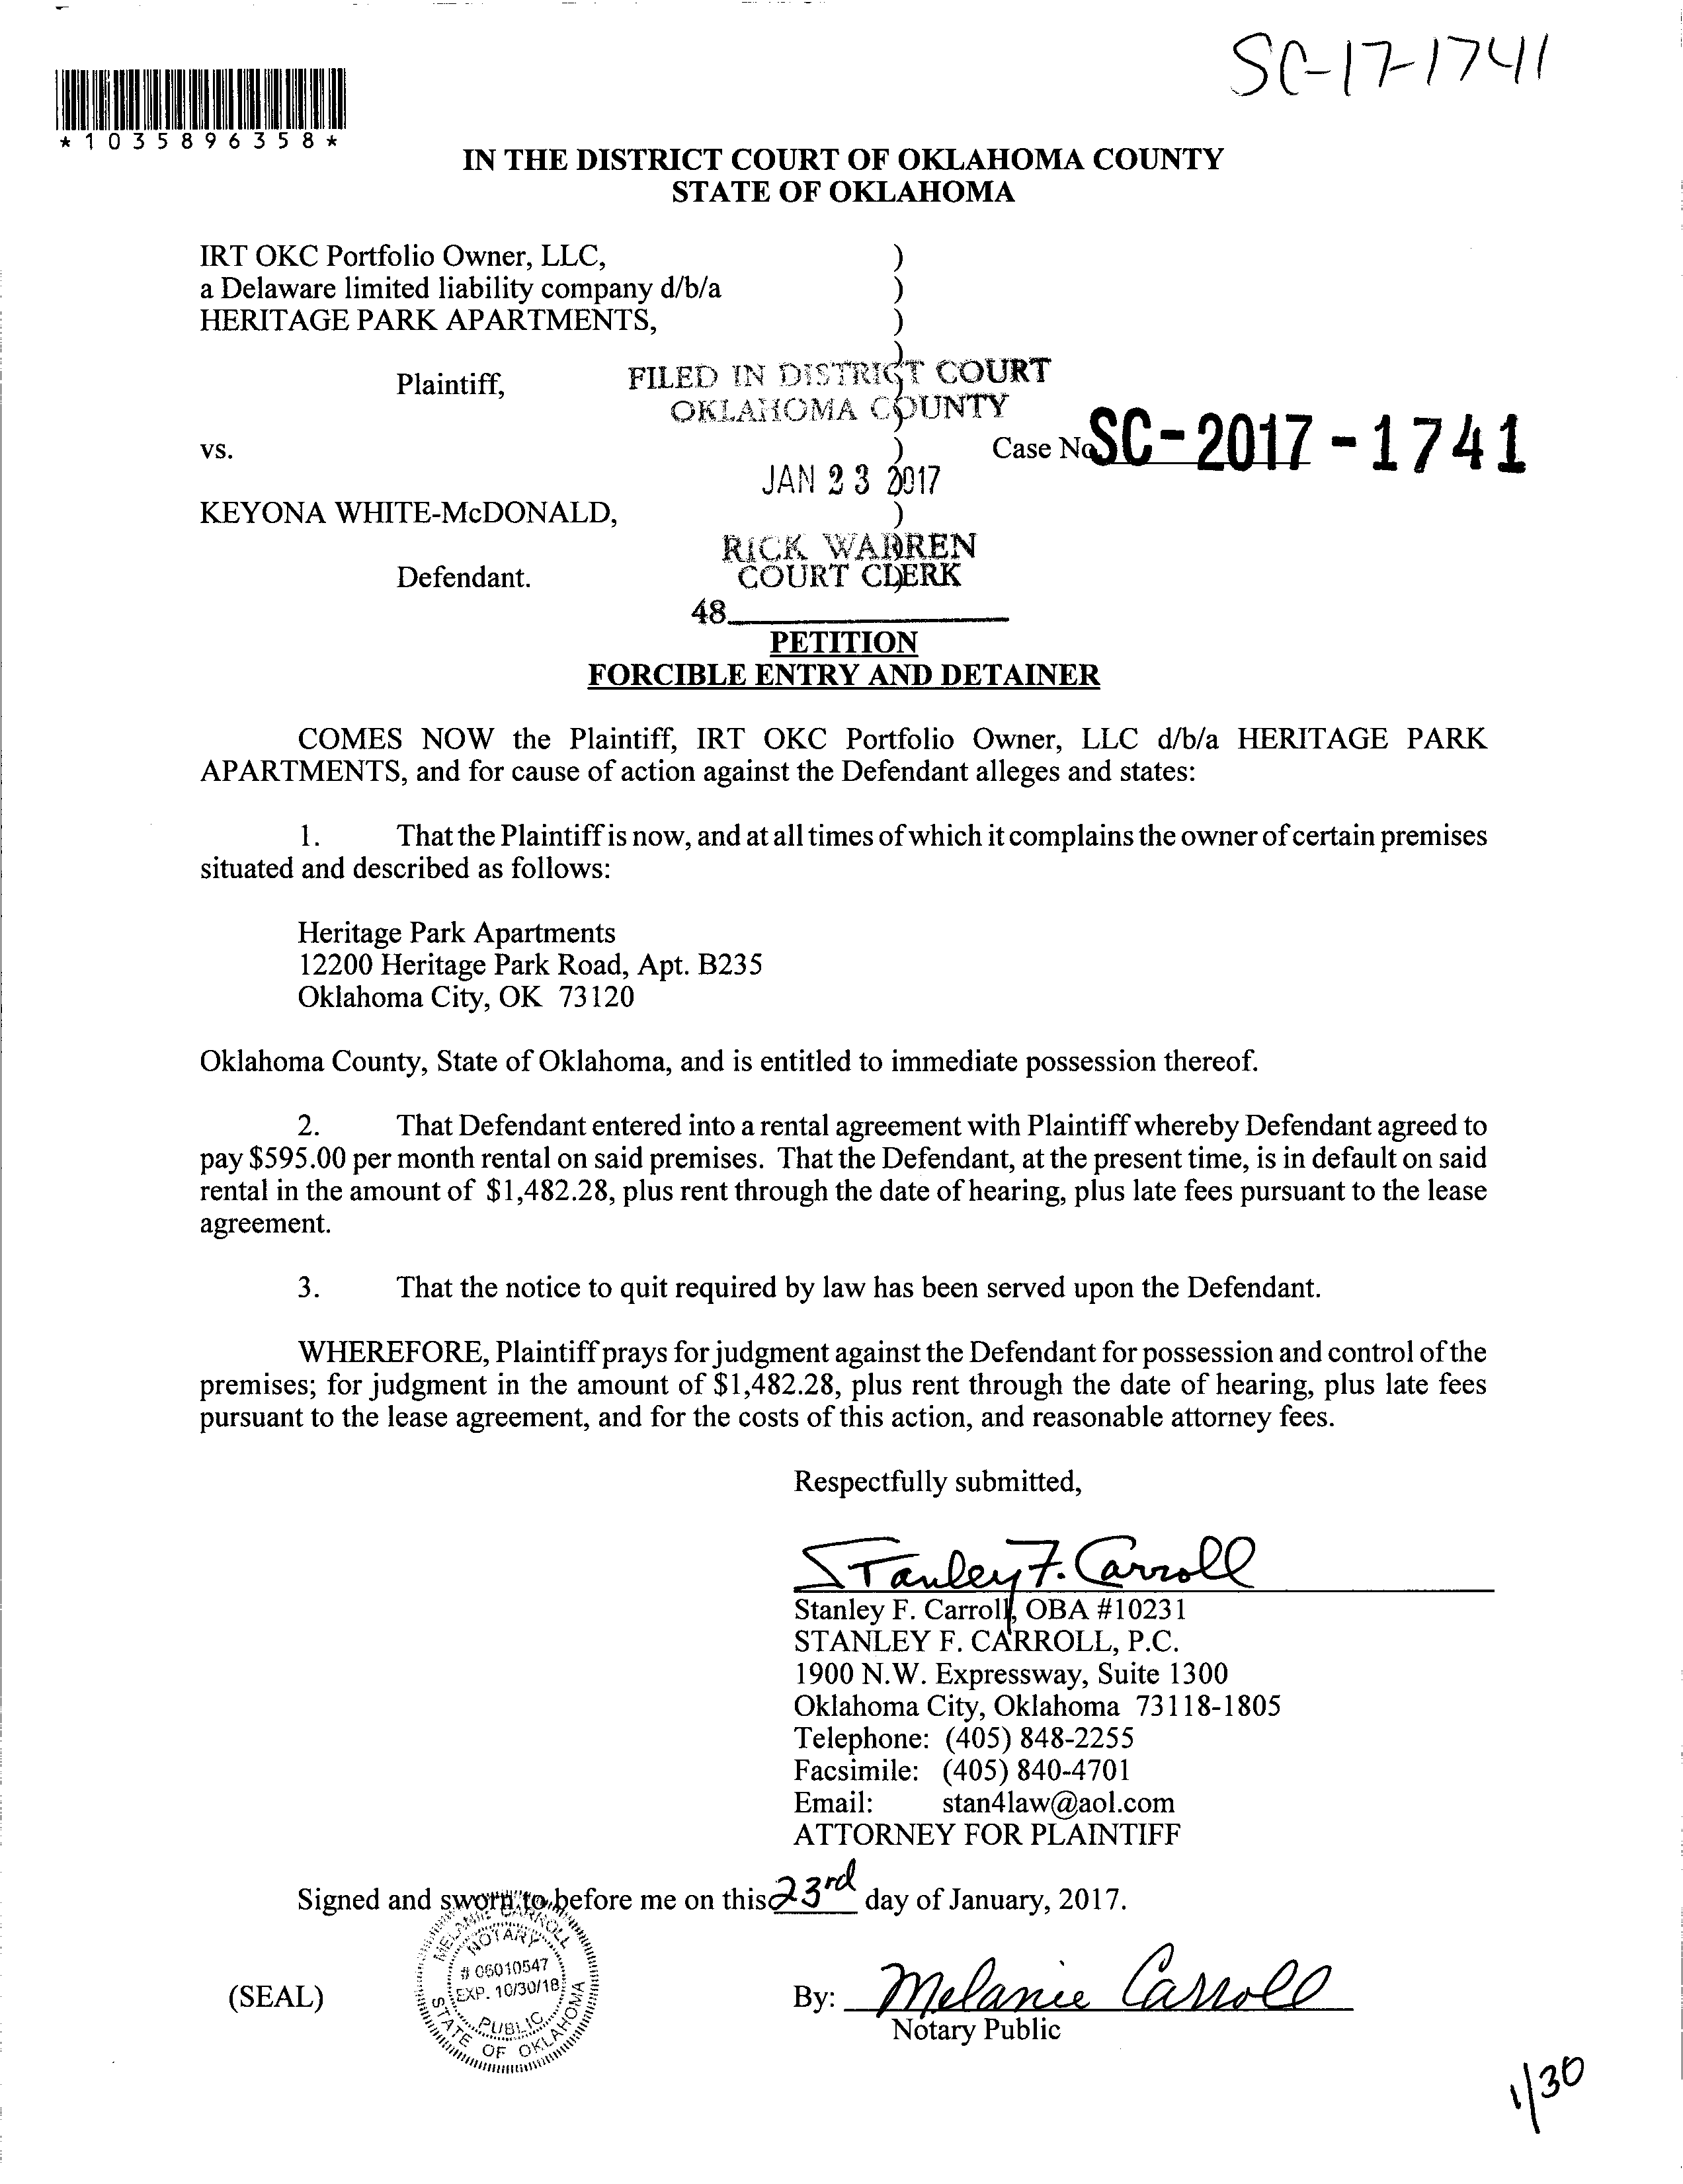 SC-17-1741
*1035896358*
IN THE DISTRICT COURT OF OKLAHOMA COUNTY
STATE OF OKLAHOMA
IRT OKC Portfolio Owner, LLC, )
a Delaware limited liability company d/b/a )
HERITAGE PARK APARTMENTS, )
)
Plaintiff, )
FILED IN DISTRICT COURT
OKLAHOMA COUNTY
vs. ) Case No. SC-2017-1741
JAN 23 2017
KEYONA WHITE-McDONALD, )
RICK WARREN
COURT CLERK
Defendant. )
48
PETITION
FORCIBLE ENTRY AND DETAINER
COMES NOW the Plaintiff, IRT OKC Portfolio Owner, LLC d/b/a HERITAGE PARK
APARTMENTS, and for cause of action against the Defendant alleges and states:
1. That the Plaintiff is now, and at all times of which it complains the owner of certain premises
situated and described as follows:
Heritage Park Apartments
12200 Heritage Park Road, Apt. B235
Oklahoma City, OK 73120
Oklahoma County, State of Oklahoma, and is entitled to immediate possession thereof.
2. That Defendant entered into a rental agreement with Plaintiff whereby Defendant agreed to
pay $595.00 per month rental on said premises. That the Defendant, at the present time, is in default on said
rental in the amount of $1,482.28, plus rent through the date of hearing, plus late fees pursuant to the lease
agreement.
3. That the notice to quit required by law has been served upon the Defendant.
WHEREFORE, Plaintiff prays for judgment against the Defendant for possession and control of the
premises; for judgment in the amount of $1,482.28, plus rent through the date of hearing, plus late fees
pursuant to the lease agreement, and for the costs of this action, and reasonable attorney fees.
Respectfully submitted,
Stanley F. Carroll
Stanley F. Carroll, OBA #10231
STANLEY F. CARROLL, P.C.
1900 N.W. Expressway, Suite 1300
Oklahoma City, Oklahoma 73118-1805
Telephone: (405) 848-2255
Facsimile: (405) 840-4701
Email: stan4law@aol.com
ATTORNEY FOR PLAINTIFF
Signed and sworn to before me on this 23rd day of January, 2017.
MELANIE CARROLL
NOTARY
# 06010547
EXP. 10/30/18
PUBLIC
STATE OF OKLAHOMA
(SEAL)
By: Melanie Carroll
Notary Public
1/30